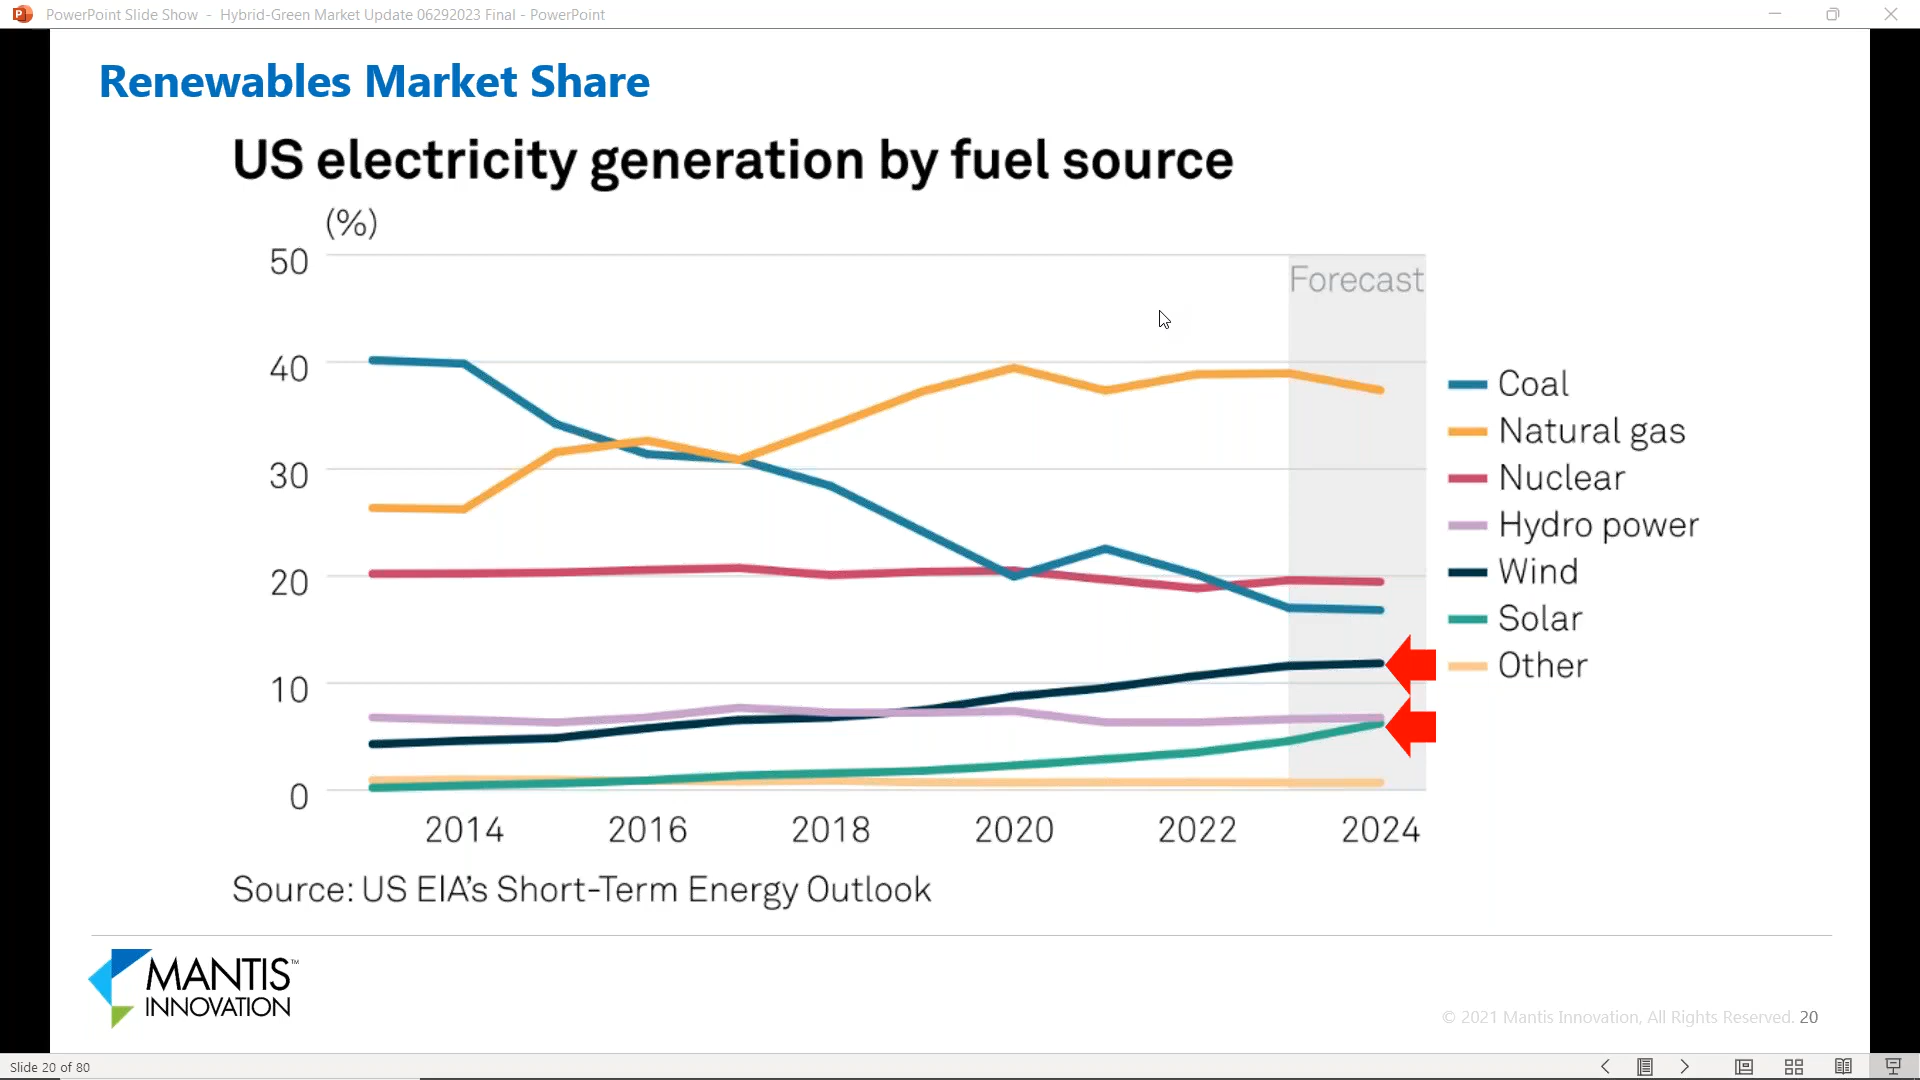 PowerPoint Slide Show - Hybrid-Green Market Update 06292023 Final - PowerPoint
Renewables Market Share
US electricity generation by fuel source
(%)
50
Forecast
40
Coal
Natural gas
30
Nuclear
Hydro power
20
Wind
Solar
Other
10
0
2014 2016 2018 2020 2022 2024
Source: US EIA's Short-Term Energy Outlook
MANTIS™
INNOVATION
© 2021 Mantis Innovation, All Rights Reserved. 20
Slide 20 of 80